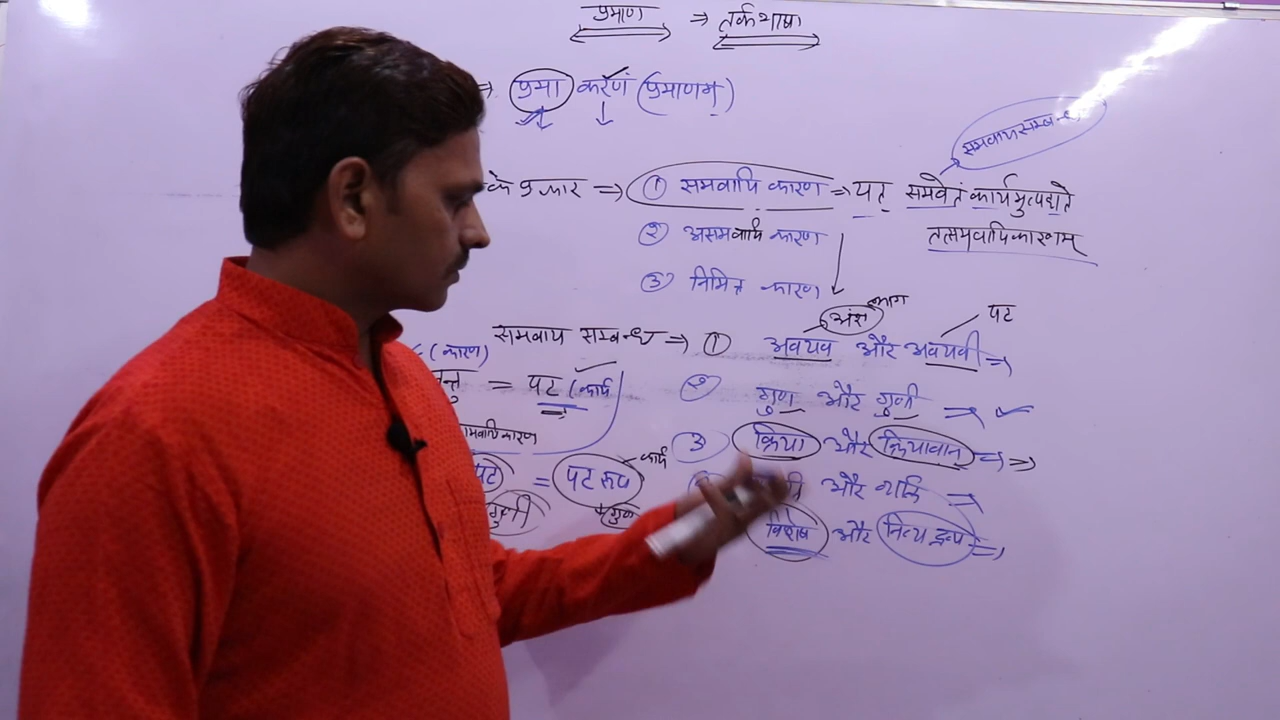 प्रमाण ⇒ तर्कभाषा
⇒ प्रमा करणं (प्रमाणम्)
समवायसम्बन्ध
के प्रकार ⇒ ① समवायि कारण ⇒ यत् समवेतं कार्यमुत्पद्यते
② असमवायि कारण तत्समवायिकारणम्
③ निमित्त कारण
अंश भाग पट
समवाय सम्बन्ध ⇒ ① अवयव और अवयवी ⇒
(कारण)
= पट (कार्य
② गुण और गुणी ⇒ ✓
③ क्रिया और क्रियावान् ⇒ ⇒
पट = पट रूप कार्य
गुणी गुण
और ⇒
विशेष और नित्य द्रव्य ⇒